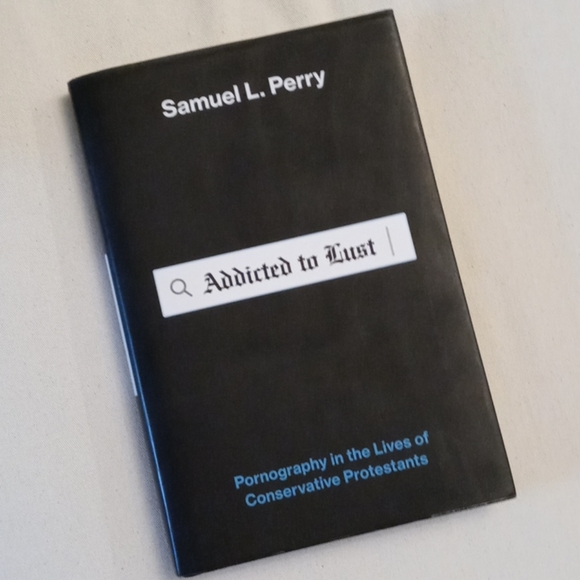 Samuel L. Perry
Addicted to Lust
Pornography in the Lives of
Conservative Protestants